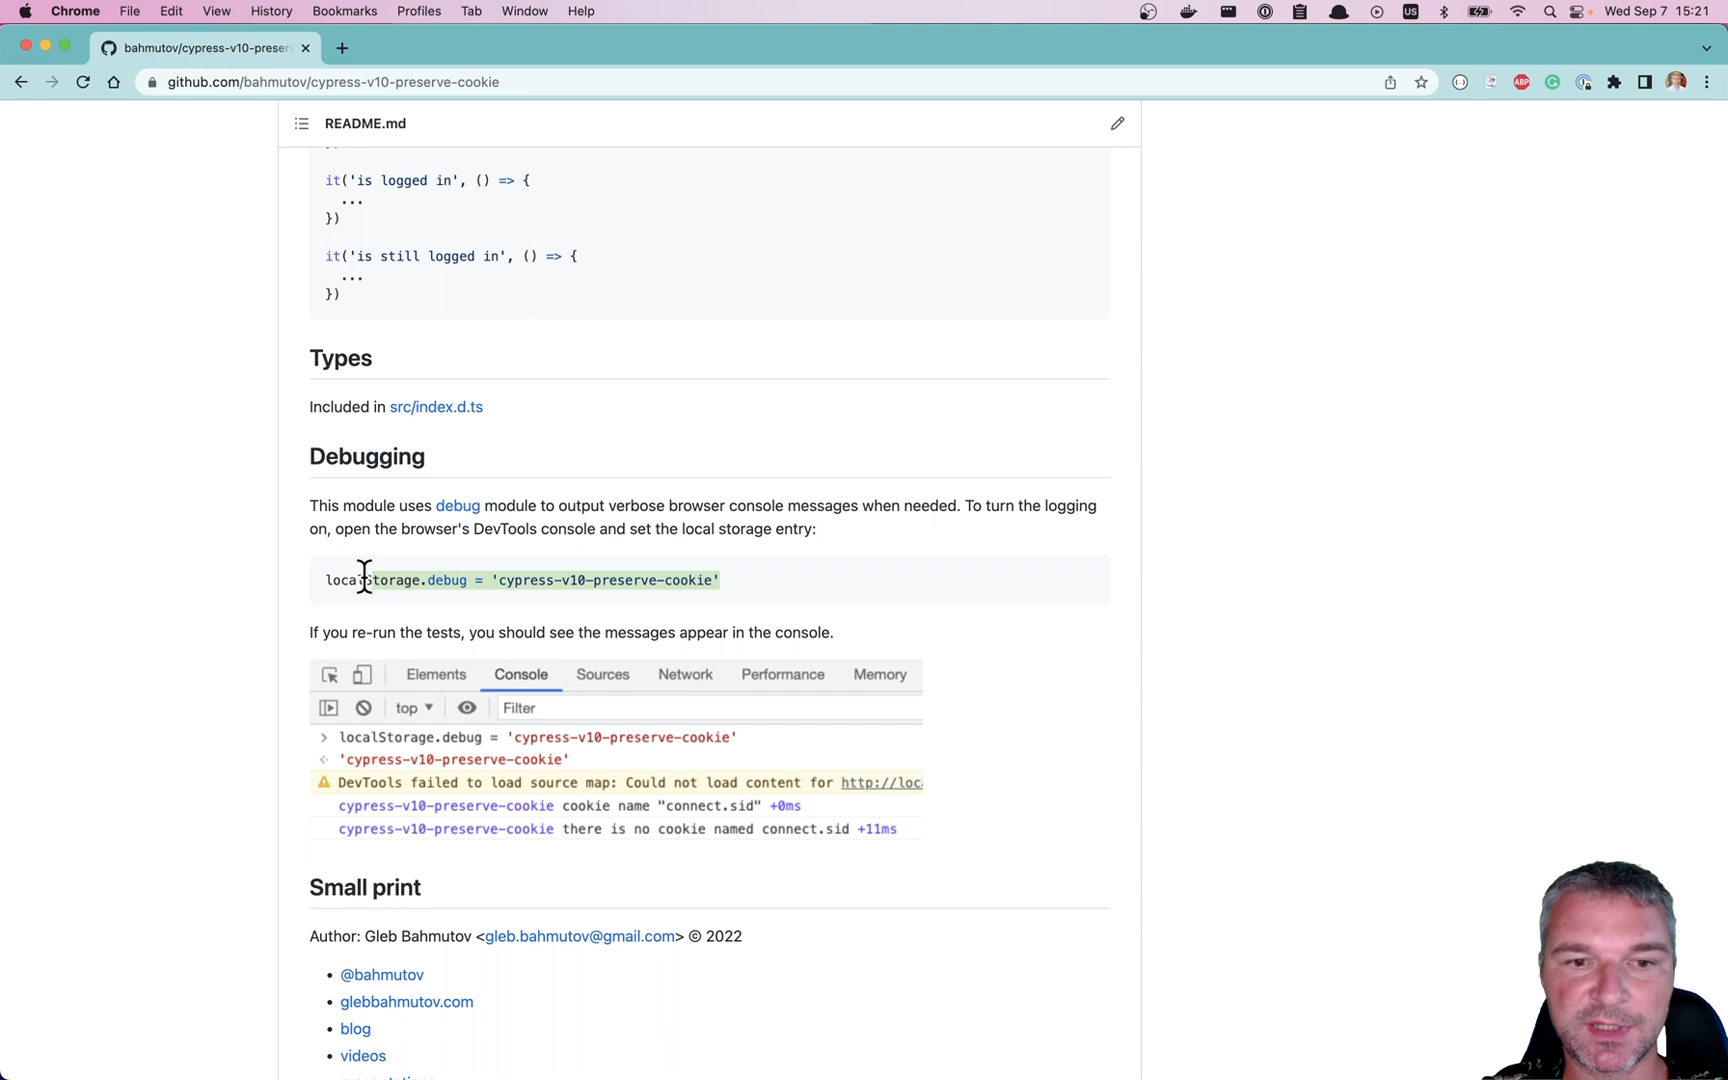 Chrome File Edit View History Bookmarks Profiles Tab Window Help US Wed Sep 7 15:21
bahmutov/cypress-v10-preser
github.com/bahmutov/cypress-v10-preserve-cookie ABP
README.md
it('is logged in', () => {
...
})
it('is still logged in', () => {
...
})
Types
Included in src/index.d.ts
Debugging
This module uses debug module to output verbose browser console messages when needed. To turn the logging
on, open the browser's DevTools console and set the local storage entry:
localStorage.debug = 'cypress-v10-preserve-cookie'
If you re-run the tests, you should see the messages appear in the console.
Elements Console Sources Network Performance Memory
top ▼ Filter
> localStorage.debug = 'cypress-v10-preserve-cookie'
'cypress-v10-preserve-cookie'
DevTools failed to load source map: Could not load content for http://loc
cypress-v10-preserve-cookie cookie name "connect.sid" +0ms
cypress-v10-preserve-cookie there is no cookie named connect.sid +11ms
Small print
Author: Gleb Bahmutov <gleb.bahmutov@gmail.com> © 2022
• @bahmutov
• glebbahmutov.com
• blog
• videos